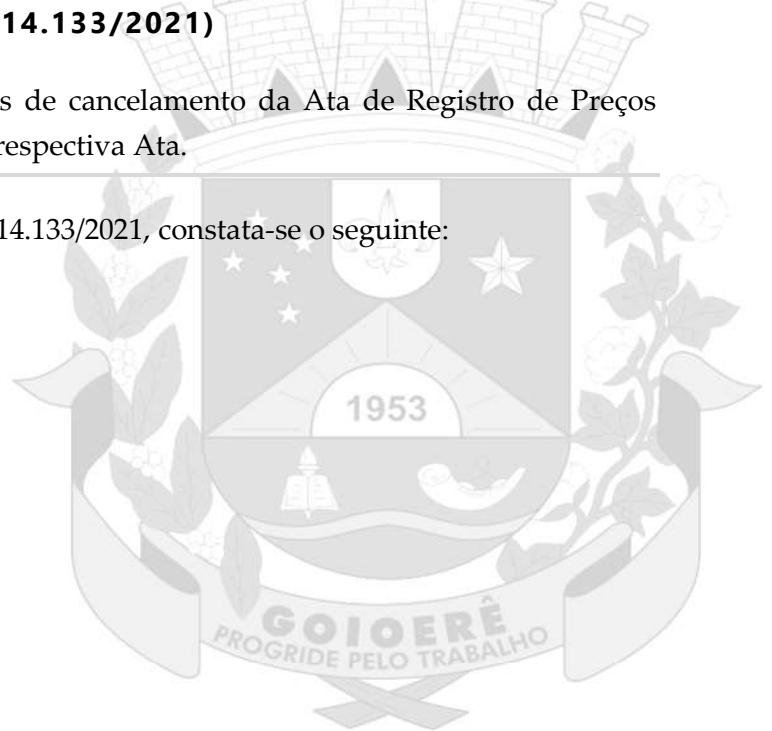 14.133/2021)
s de cancelamento da Ata de Registro de Preços
respectiva Ata.
14.133/2021, constata-se o seguinte:
1953
GOIOERÊ
PROGRIDE PELO TRABALHO